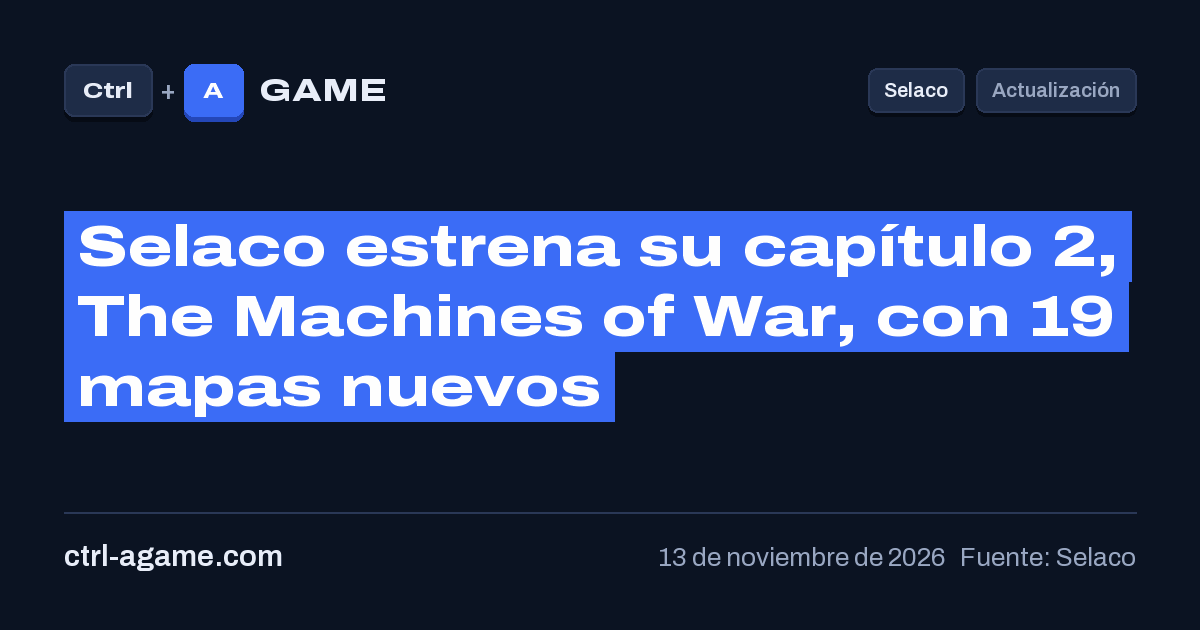 Ctrl + A GAME
Selaco Actualización
Selaco estrena su capítulo 2,
The Machines of War, con 19
mapas nuevos
ctrl-agame.com
13 de noviembre de 2026 Fuente: Selaco